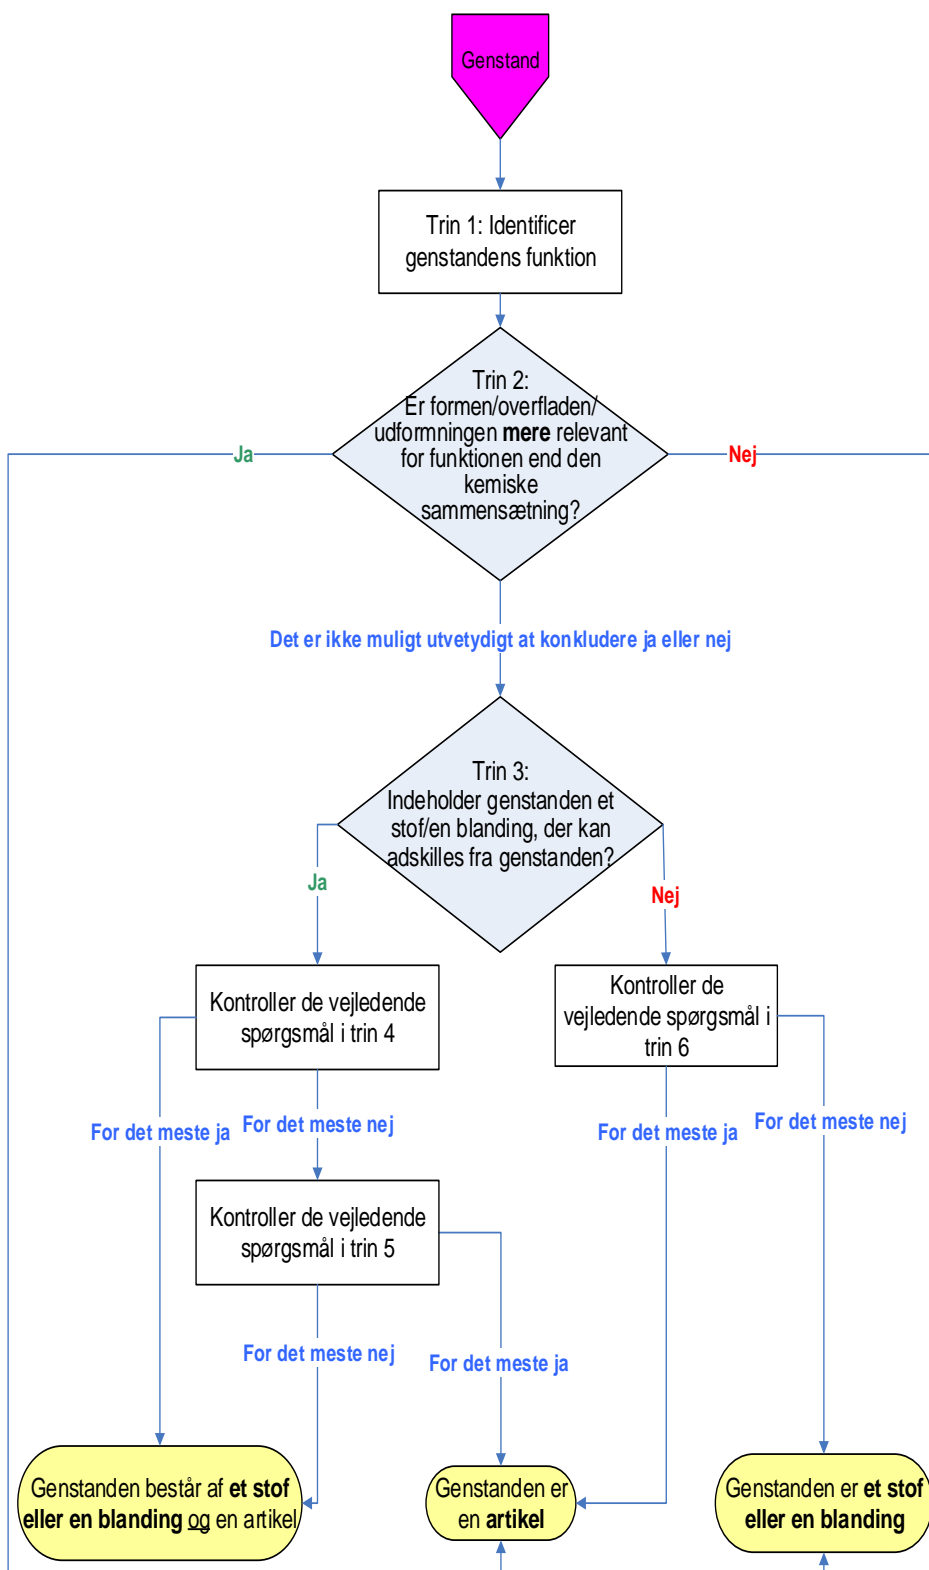 Genstand
Trin 1: Identificer
genstandens funktion
Trin 2:
Er formen/overfladen/
udformningen mere relevant
for funktionen end den
kemiske
sammensætning?
Ja
Nej
Det er ikke muligt utvetydigt at konkludere ja eller nej
Trin 3:
Indeholder genstanden et
stof/en blanding, der kan
adskilles fra genstanden?
Ja
Nej
Kontroller de vejledende
spørgsmål i trin 4
Kontroller de
vejledende spørgsmål i
trin 6
For det meste ja
For det meste nej
For det meste ja
For det meste nej
Kontroller de vejledende
spørgsmål i trin 5
For det meste nej
For det meste ja
Genstanden består af et stof
eller en blanding og en artikel
Genstanden er
en artikel
Genstanden er et stof
eller en blanding